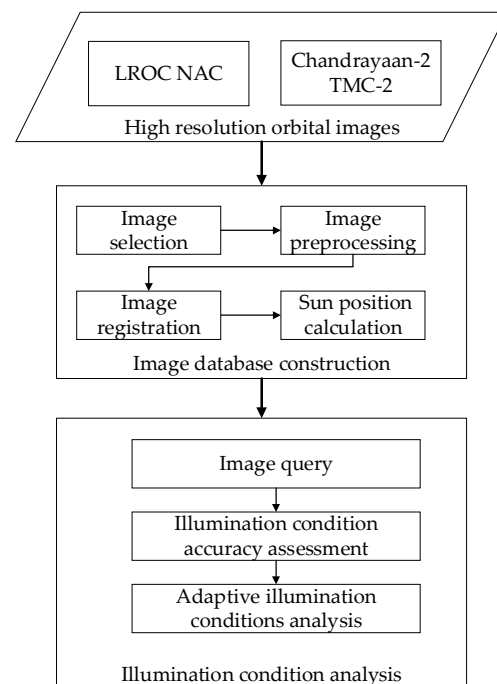 LROC NAC
Chandrayaan-2
TMC-2
High resolution orbital images
Image
selection
Image
preprocessing
Image
registration
Sun position
calculation
Image database construction
Image query
Illumination condition
accuracy assessment
Adaptive illumination
conditions analysis
Illumination condition analysis